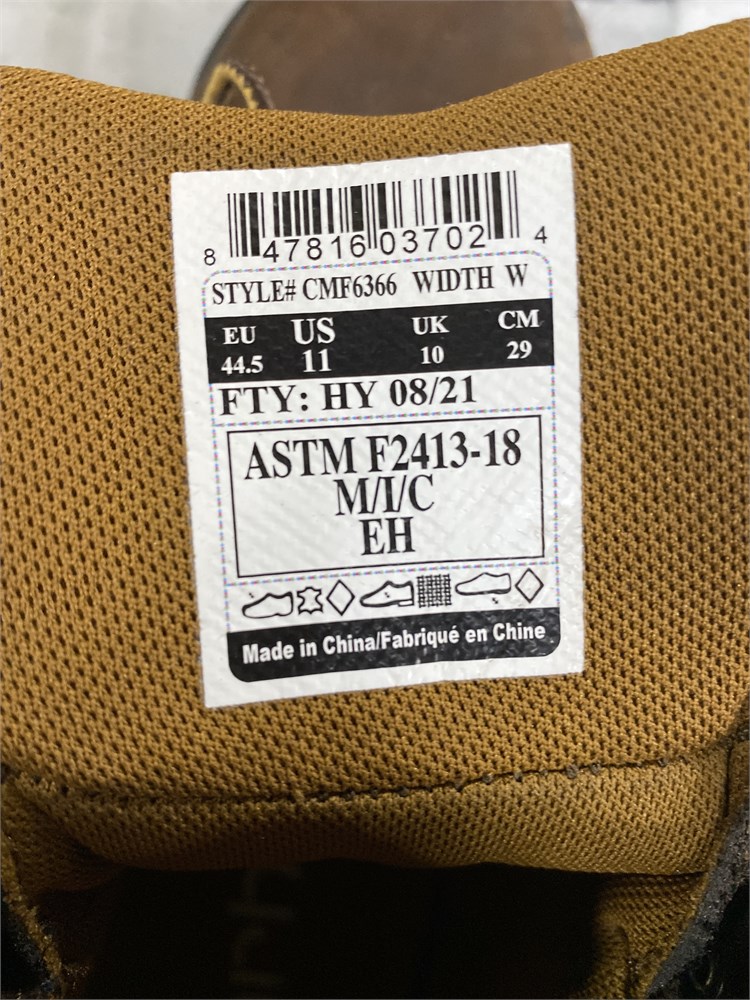 8 47816 03702 4
STYLE# CMF6366 WIDTH W
EU US UK CM
44.5 11 10 29
FTY: HY 08/21
ASTM F2413-18
M/I/C
EH
Made in China/Fabriqué en Chine